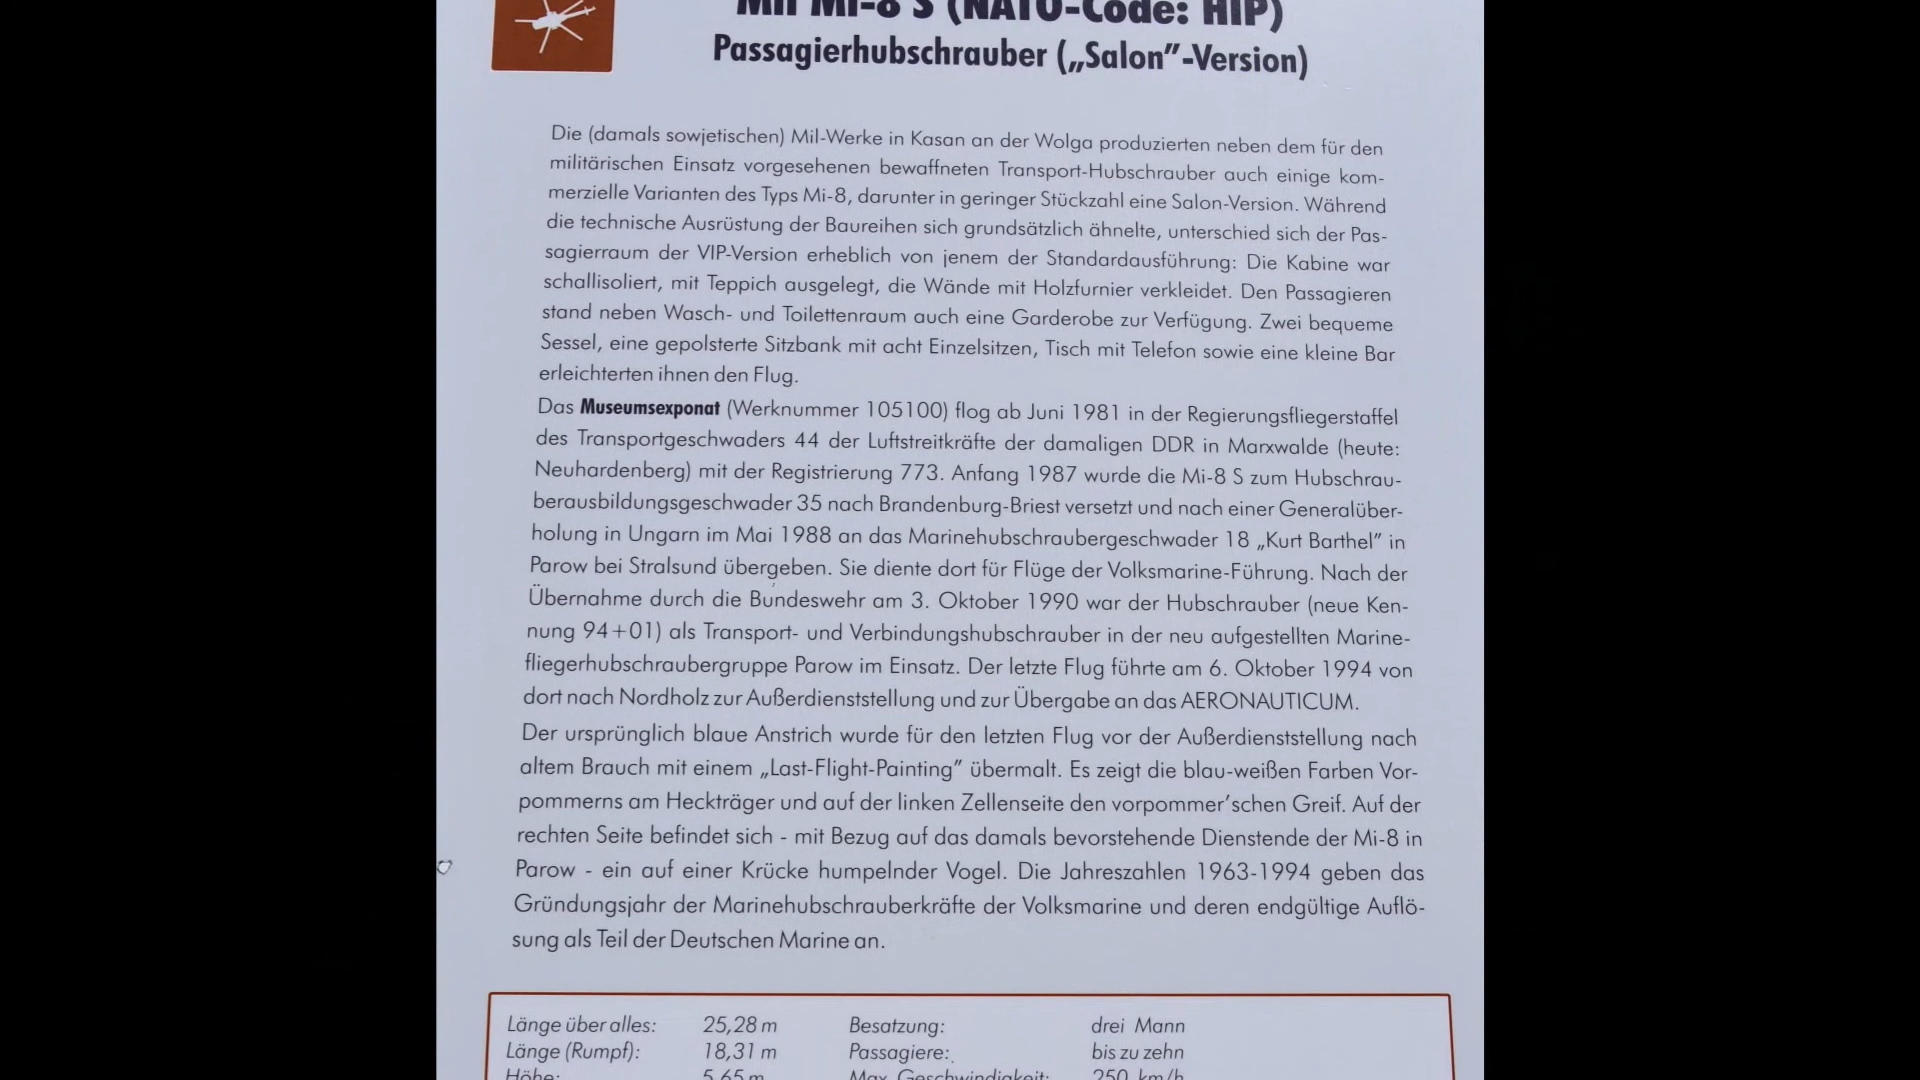 Mil Mi-8 S (NATO-Code: HIP)
Passagierhubschrauber („Salon”-Version)
Die (damals sowjetischen) Mil-Werke in Kasan an der Wolga produzierten neben dem für den
militärischen Einsatz vorgesehenen bewaffneten Transport-Hubschrauber auch einige kom-
merzielle Varianten des Typs Mi-8, darunter in geringer Stückzahl eine Salon-Version. Während
die technische Ausrüstung der Baureihen sich grundsätzlich ähnelte, unterschied sich der Pas-
sagierraum der VIP-Version erheblich von jenem der Standardausführung: Die Kabine war
schallisoliert, mit Teppich ausgelegt, die Wände mit Holzfurnier verkleidet. Den Passagieren
stand neben Wasch- und Toilettenraum auch eine Garderobe zur Verfügung. Zwei bequeme
Sessel, eine gepolsterte Sitzbank mit acht Einzelsitzen, Tisch mit Telefon sowie eine kleine Bar
erleichterten ihnen den Flug.
Das Museumsexponat (Werknummer 105100) flog ab Juni 1981 in der Regierungsfliegerstaffel
des Transportgeschwaders 44 der Luftstreitkräfte der damaligen DDR in Marxwalde (heute:
Neuhardenberg) mit der Registrierung 773. Anfang 1987 wurde die Mi-8 S zum Hubschrau-
berausbildungsgeschwader 35 nach Brandenburg-Briest versetzt und nach einer Generalüber-
holung in Ungarn im Mai 1988 an das Marinehubschraubergeschwader 18 „Kurt Barthel” in
Parow bei Stralsund übergeben. Sie diente dort für Flüge der Volksmarine-Führung. Nach der
Übernahme durch die Bundeswehr am 3. Oktober 1990 war der Hubschrauber (neue Ken-
nung 94+01) als Transport- und Verbindungshubschrauber in der neu aufgestellten Marine-
fliegerhubschraubergruppe Parow im Einsatz. Der letzte Flug führte am 6. Oktober 1994 von
dort nach Nordholz zur Außerdienststellung und zur Übergabe an das AERONAUTICUM.
Der ursprünglich blaue Anstrich wurde für den letzten Flug vor der Außerdienststellung nach
altem Brauch mit einem „Last-Flight-Painting” übermalt. Es zeigt die blau-weißen Farben Vor-
pommerns am Heckträger und auf der linken Zellenseite den vorpommer'schen Greif. Auf der
rechten Seite befindet sich - mit Bezug auf das damals bevorstehende Dienstende der Mi-8 in
Parow - ein auf einer Krücke humpelnder Vogel. Die Jahreszahlen 1963-1994 geben das
Gründungsjahr der Marinehubschrauberkräfte der Volksmarine und deren endgültige Auflö-
sung als Teil der Deutschen Marine an.
Länge über alles: 25,28 m Besatzung: drei Mann
Länge (Rumpf): 18,31 m Passagiere: bis zu zehn
Höhe: 5,65 m Max. Geschwindigkeit: 250 km/h